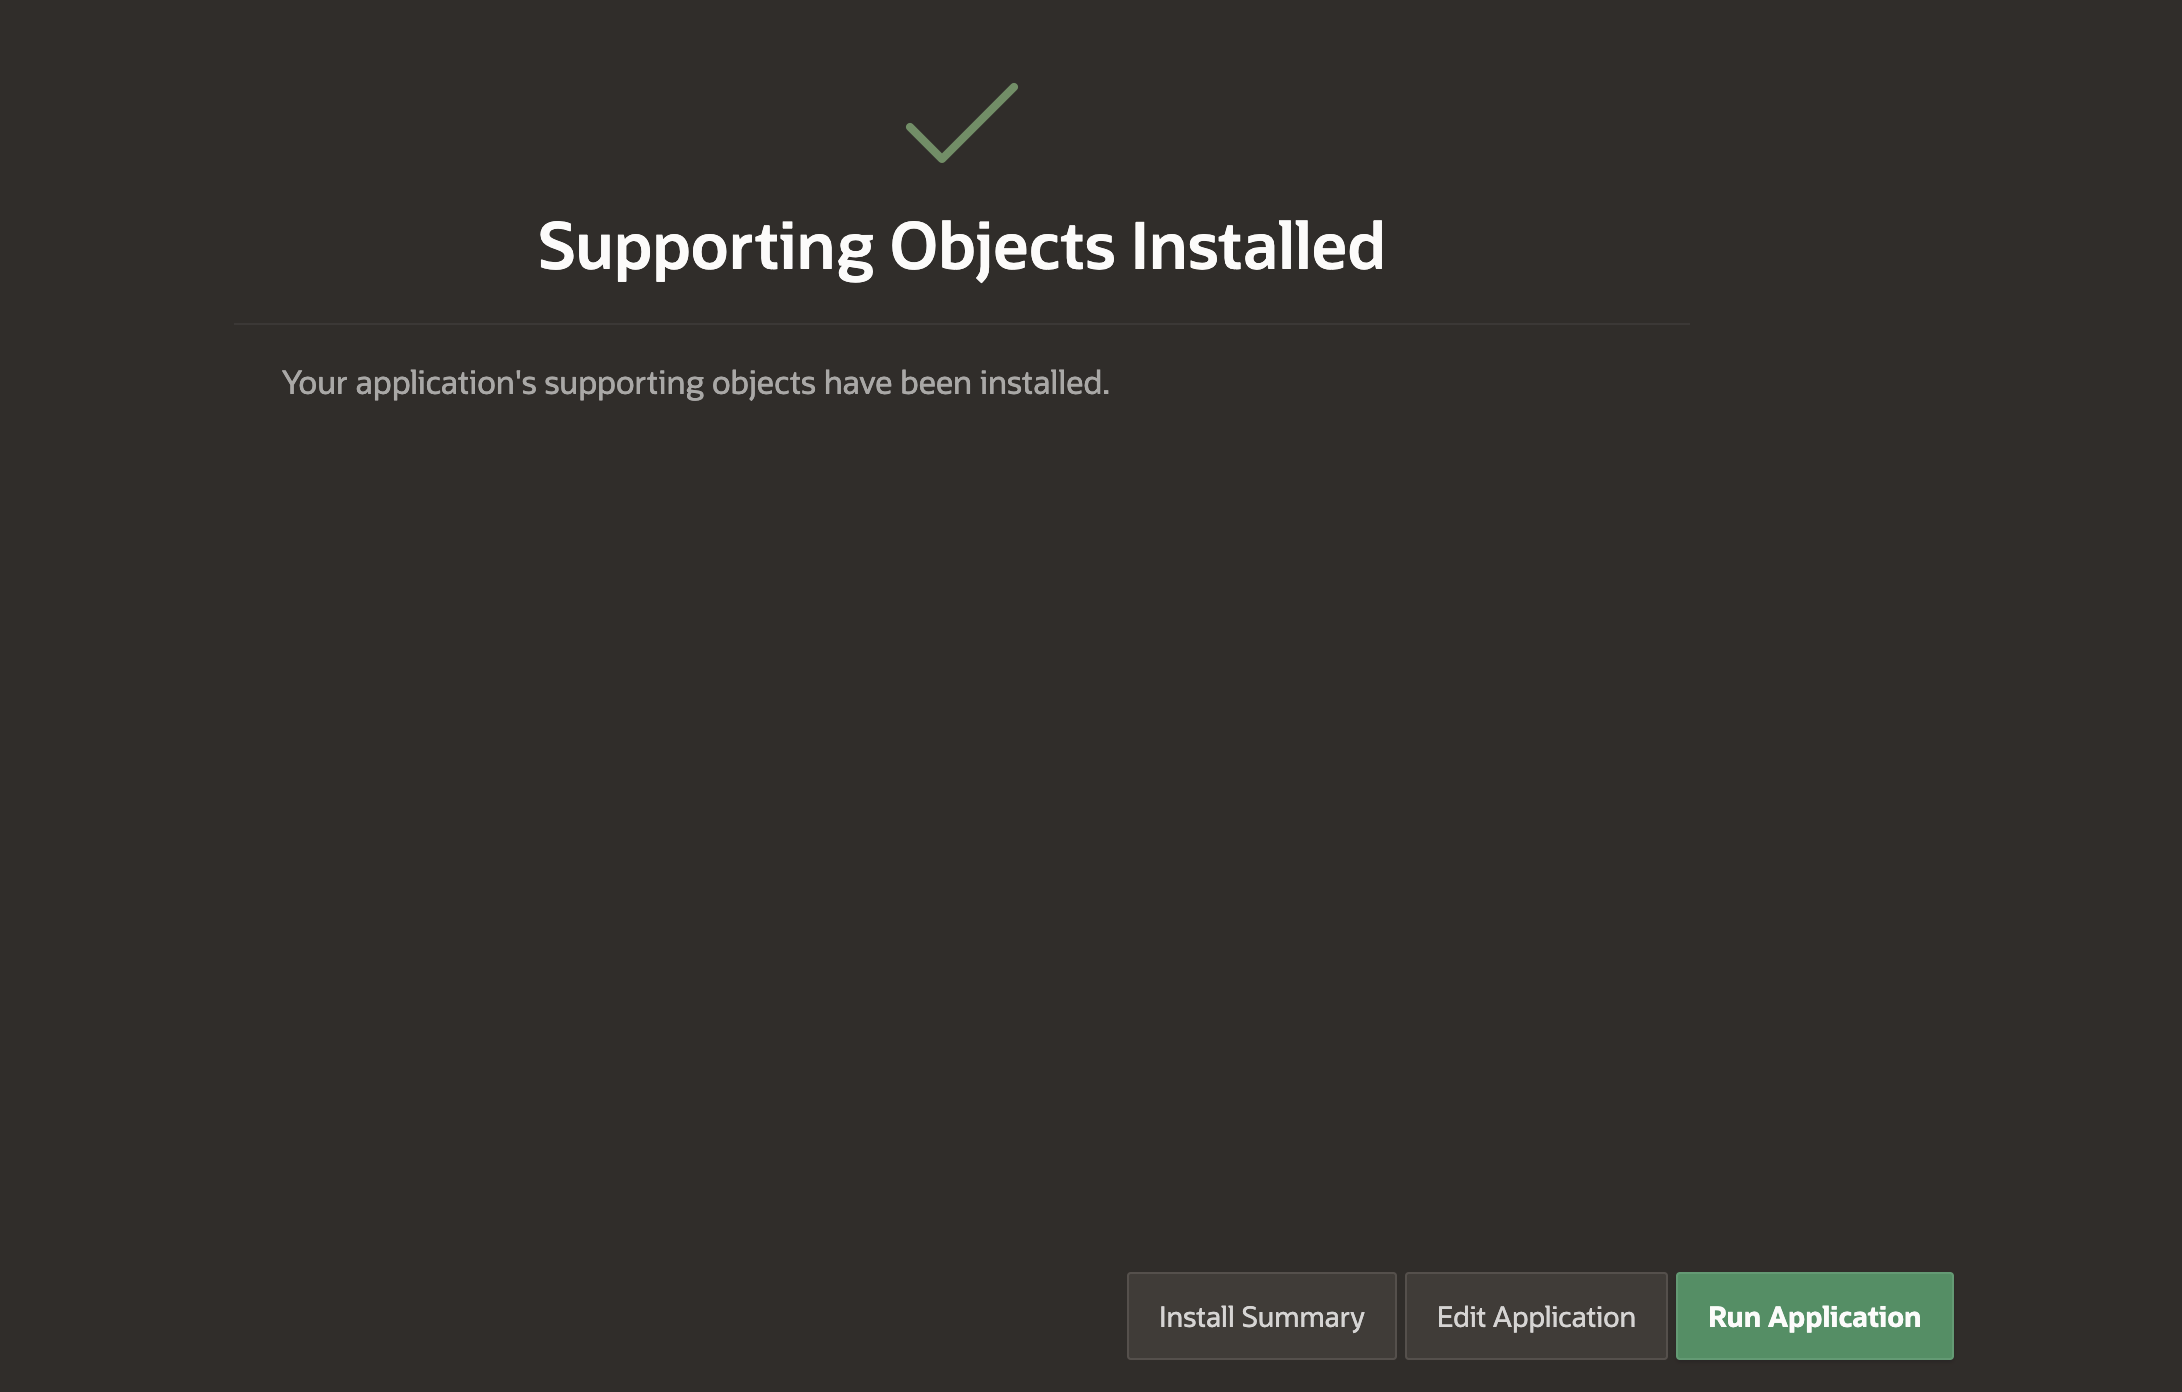 Supporting Objects Installed
Your application's supporting objects have been installed.
Install Summary
Edit Application
Run Application